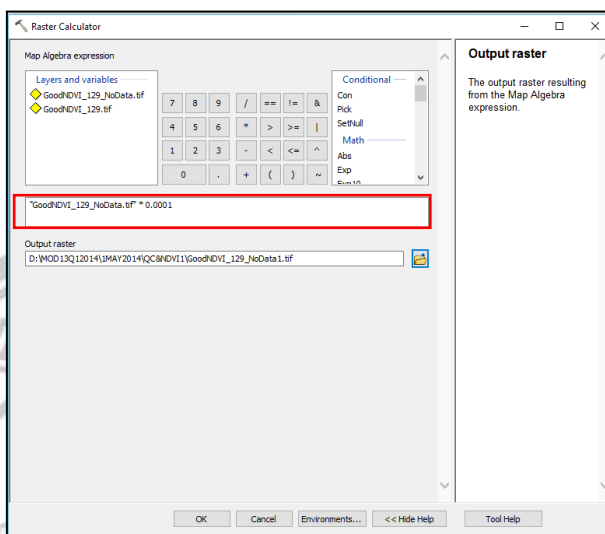 Raster Calculator
Map Algebra expression
Layers and variables
GoodNDVI_129_NoData.tif
GoodNDVI_129.tif
7 8 9 / == != &
4 5 6 * > >= |
1 2 3 - < <= ^
0 . + ( ) ~
Conditional
Con
Pick
SetNull
Math
Abs
Exp
Exp10
"GoodNDVI_129_NoData.tif" * 0.0001
Output raster
D:\MOD13Q12014\1MAY2014\QC&NDVI1\GoodNDVI_129_NoData1.tif
OK Cancel Environments... << Hide Help Tool Help
Output raster
The output raster resulting
from the Map Algebra
expression.